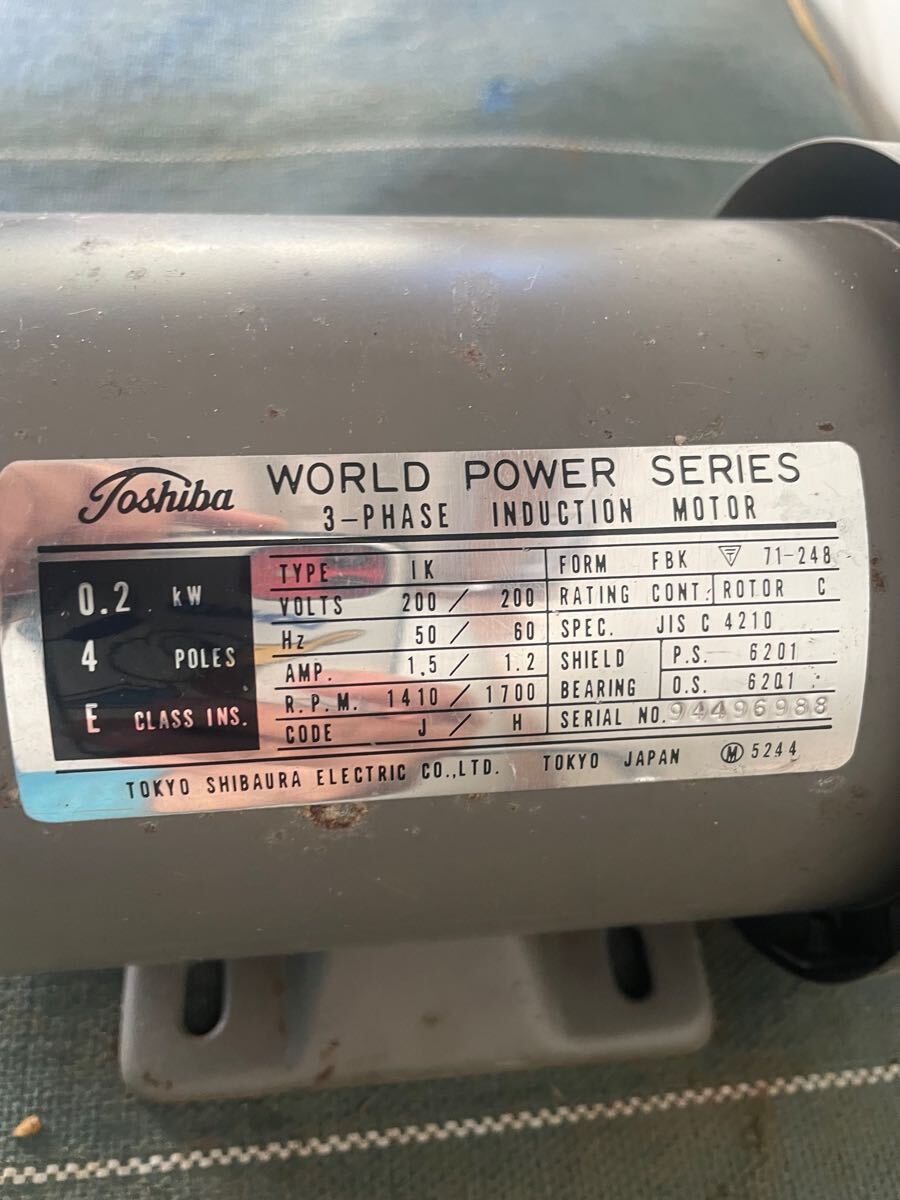 Toshiba WORLD POWER SERIES
3-PHASE INDUCTION MOTOR
0.2 kW
4 POLES
E CLASS INS.
TYPE IK
VOLTS 200 / 200
Hz 50 / 60
AMP. 1.5 / 1.2
R.P.M. 1410 / 1700
CODE J / H
FORM FBK T 71-248
RATING CONT. ROTOR C
SPEC. JIS C 4210
SHIELD P.S. 6201
BEARING O.S. 6201
SERIAL NO. 94496988
TOKYO SHIBAURA ELECTRIC CO.,LTD. TOKYO JAPAN M 5244